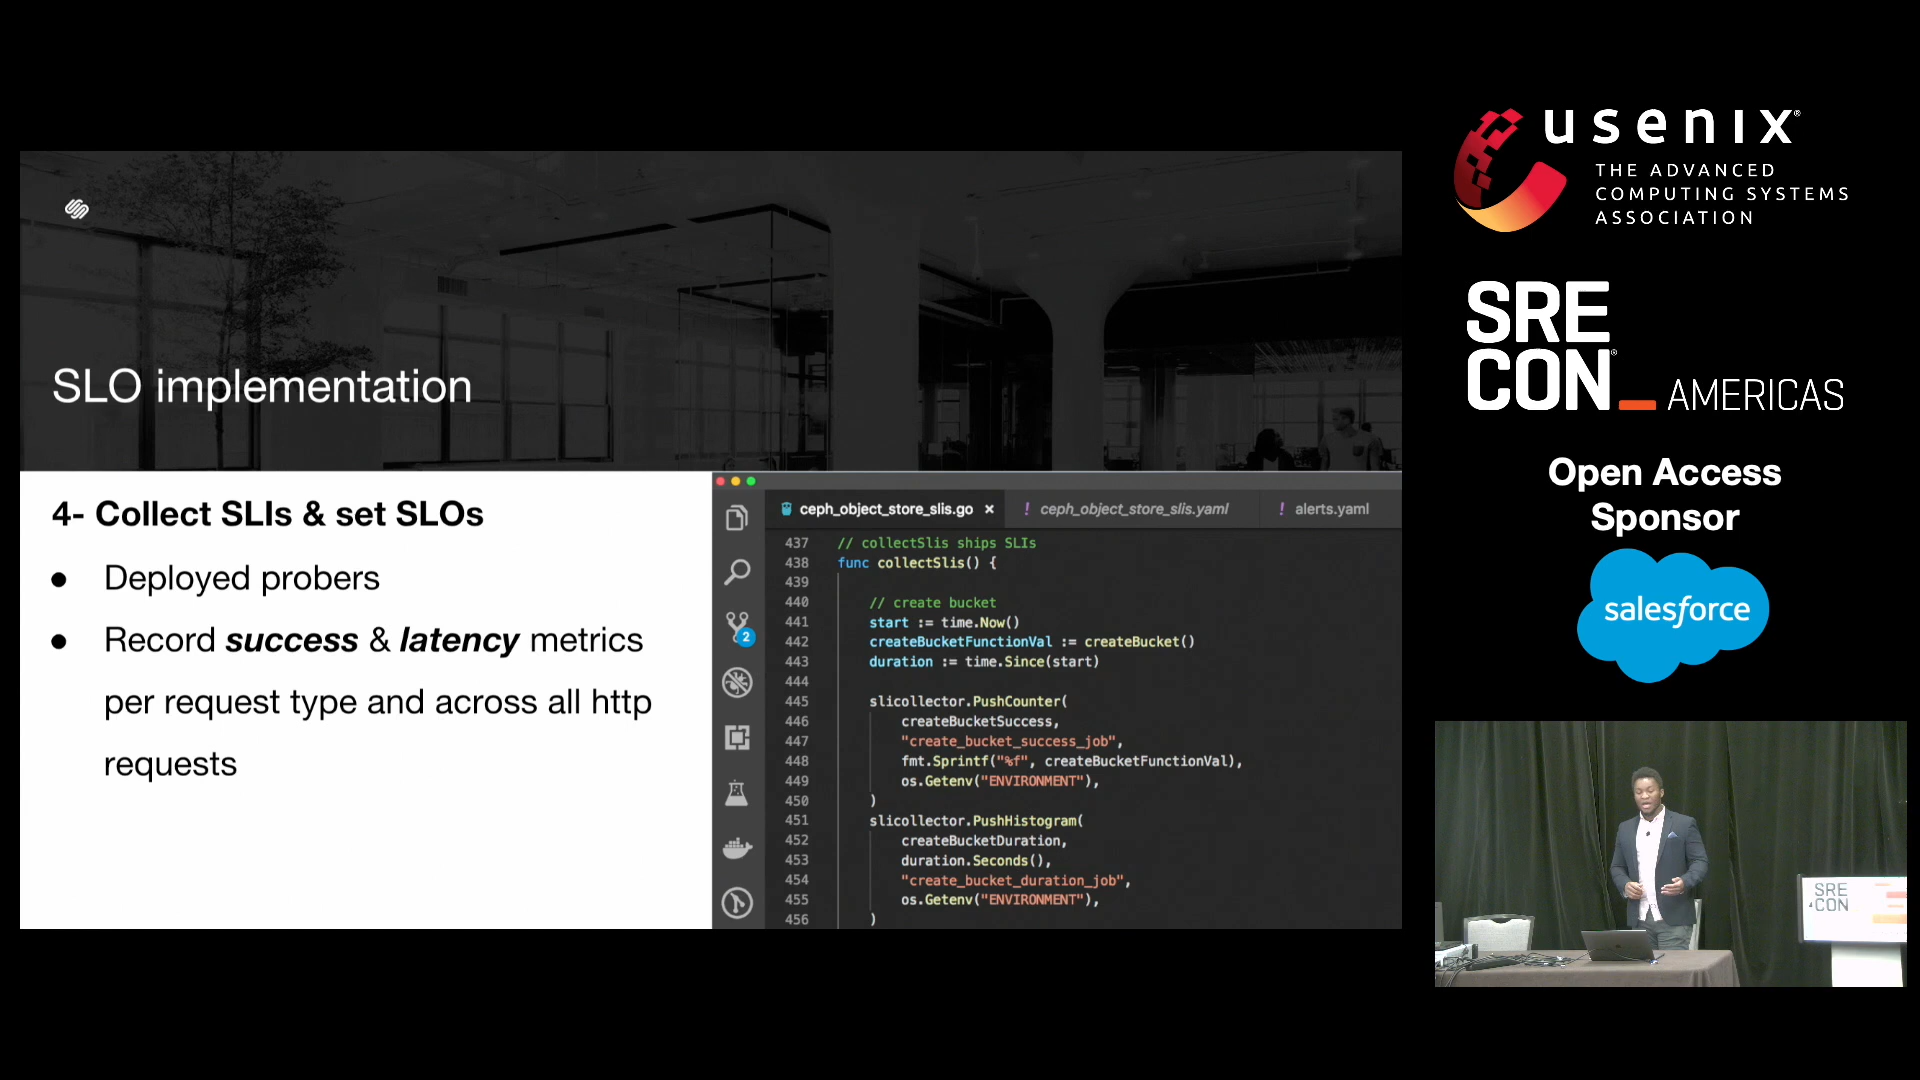 SLO implementation
4- Collect SLIs & set SLOs
● Deployed probers
● Record success & latency metrics
per request type and across all http
requests
ceph_object_store_slis.go ×
! ceph_object_store_slis.yaml
! alerts.yaml
2
437 // collectSlis ships SLIs
438 func collectSlis() {
439
440 // create bucket
441 start := time.Now()
442 createBucketFunctionVal := createBucket()
443 duration := time.Since(start)
444
445 slicollector.PushCounter(
446 createBucketSuccess,
447 "create_bucket_success_job",
448 fmt.Sprintf("%f", createBucketFunctionVal),
449 os.Getenv("ENVIRONMENT"),
450 )
451 slicollector.PushHistogram(
452 createBucketDuration,
453 duration.Seconds(),
454 "create_bucket_duration_job",
455 os.Getenv("ENVIRONMENT"),
456 )
usenix®
THE ADVANCED
COMPUTING SYSTEMS
ASSOCIATION
SRE
CON®_AMERICAS
Open Access
Sponsor
salesforce
SRE
CON